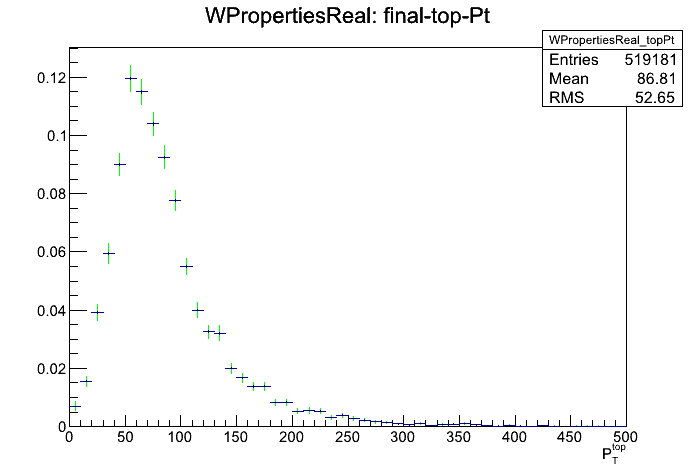 WPropertiesReal: final-top-Pt
WPropertiesReal_topPt
Entries 519181
Mean 86.81
RMS 52.65
0.12
0.1
0.08
0.06
0.04
0.02
0
0 50 100 150 200 250 300 350 400 450 500
P_T^top